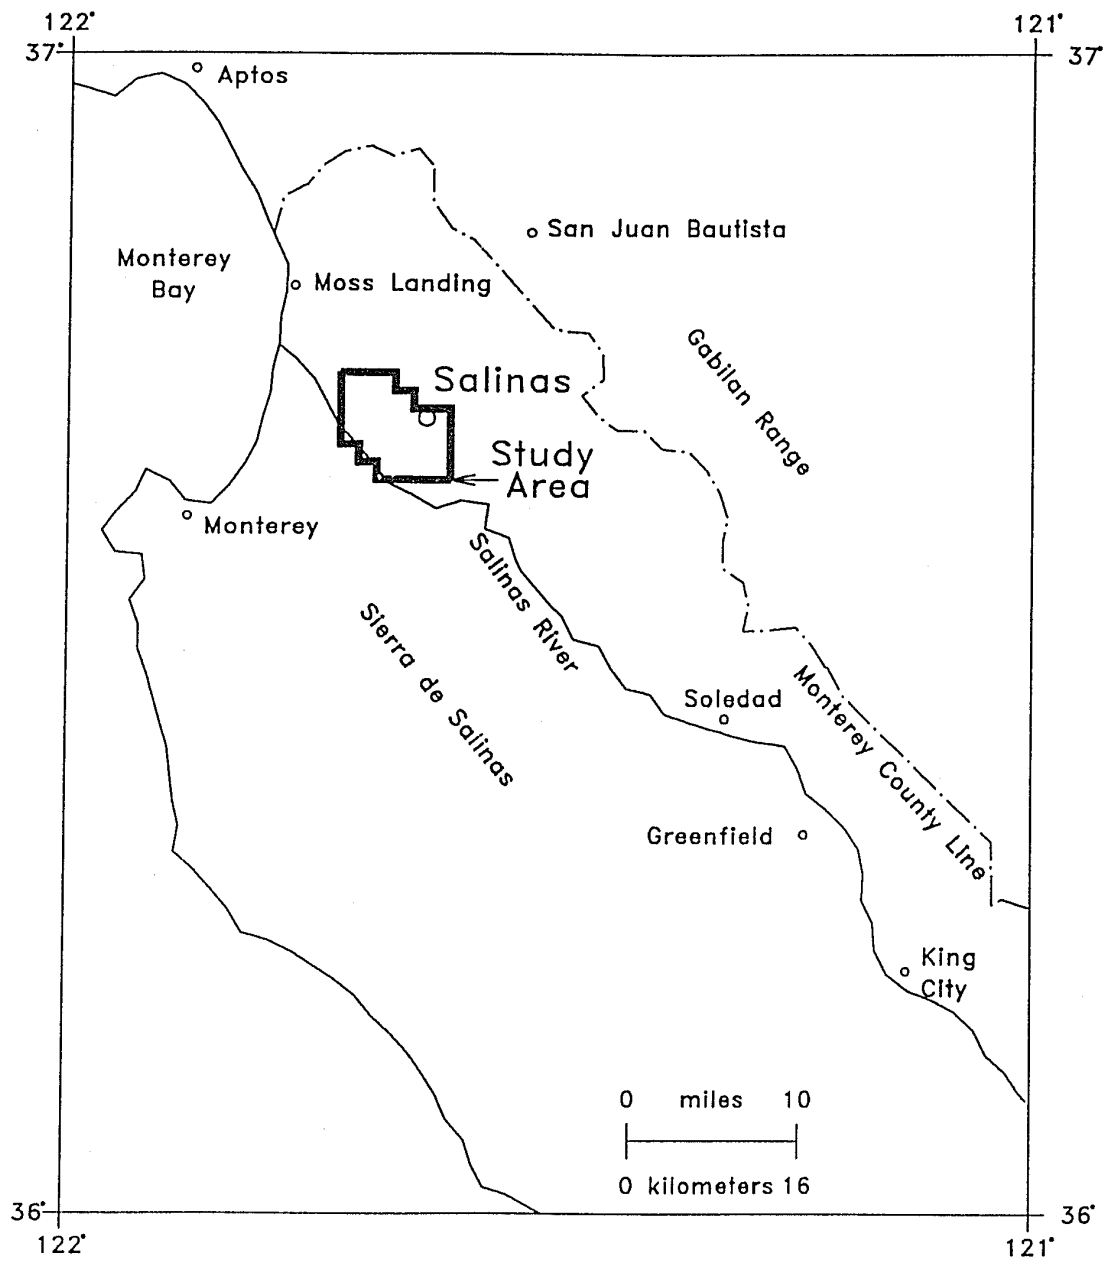 122°
121°
37°
37°
Aptos
San Juan Bautista
Monterey
Bay
Moss Landing
Gabilan Range
Salinas
Study
Area
Monterey
Salinas River
Sierra de Salinas
Soledad
Monterey County Line
Greenfield
King
City
0 miles 10
0 kilometers 16
36°
36°
122°
121°